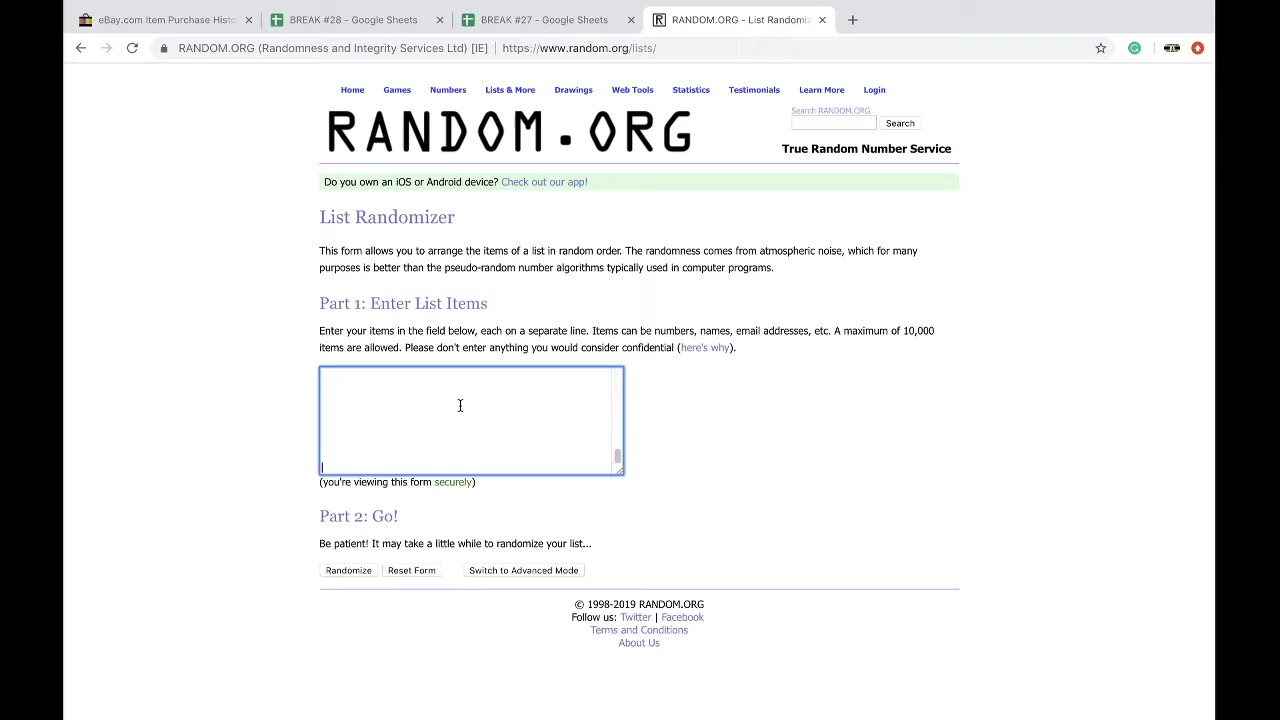 eBay.com Item Purchase Histo
BREAK #28 - Google Sheets
BREAK #27 - Google Sheets
RANDOM.ORG - List Randomiz
RANDOM.ORG (Randomness and Integrity Services Ltd) [IE]
https://www.random.org/lists/
Home
Games
Numbers
Lists & More
Drawings
Web Tools
Statistics
Testimonials
Learn More
Login
RANDOM.ORG
Search RANDOM.ORG
Search
True Random Number Service
Do you own an iOS or Android device? Check out our app!
List Randomizer
This form allows you to arrange the items of a list in random order. The randomness comes from atmospheric noise, which for many
purposes is better than the pseudo-random number algorithms typically used in computer programs.
Part 1: Enter List Items
Enter your items in the field below, each on a separate line. Items can be numbers, names, email addresses, etc. A maximum of 10,000
items are allowed. Please don't enter anything you would consider confidential (here's why).
(you're viewing this form securely)
Part 2: Go!
Be patient! It may take a little while to randomize your list...
Randomize
Reset Form
Switch to Advanced Mode
© 1998-2019 RANDOM.ORG
Follow us: Twitter | Facebook
Terms and Conditions
About Us